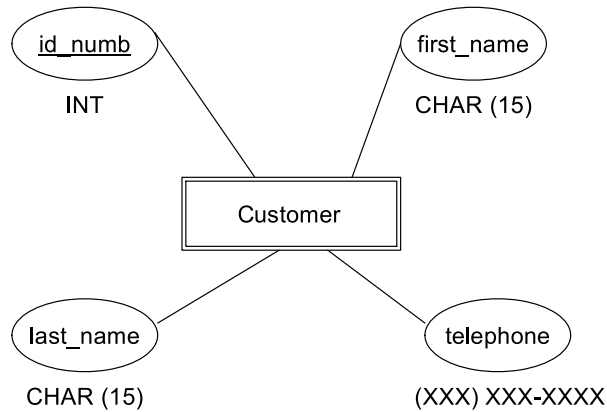 id_numb
INT
first_name
CHAR (15)
Customer
last_name
CHAR (15)
telephone
(XXX) XXX-XXXX